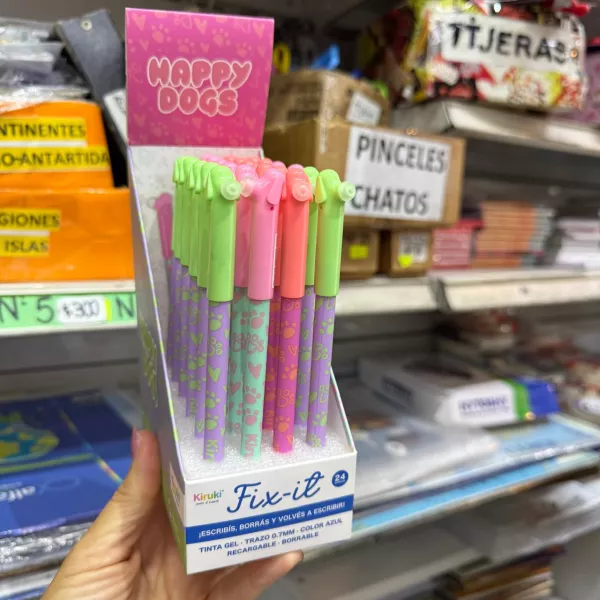 HAPPY
DOGS
TIJERAS
PINCELES
CHATOS
NTINENTES
O-ANTARTIDA
GIONES
ISLAS
N° 5 $300 N
Kiruki
Fix-it
24
¡ESCRIBÍS, BORRÁS Y VOLVÉS A ESCRIBIR!
TINTA GEL · TRAZO 0.7MM · COLOR AZUL
RECARGABLE · BORRABLE